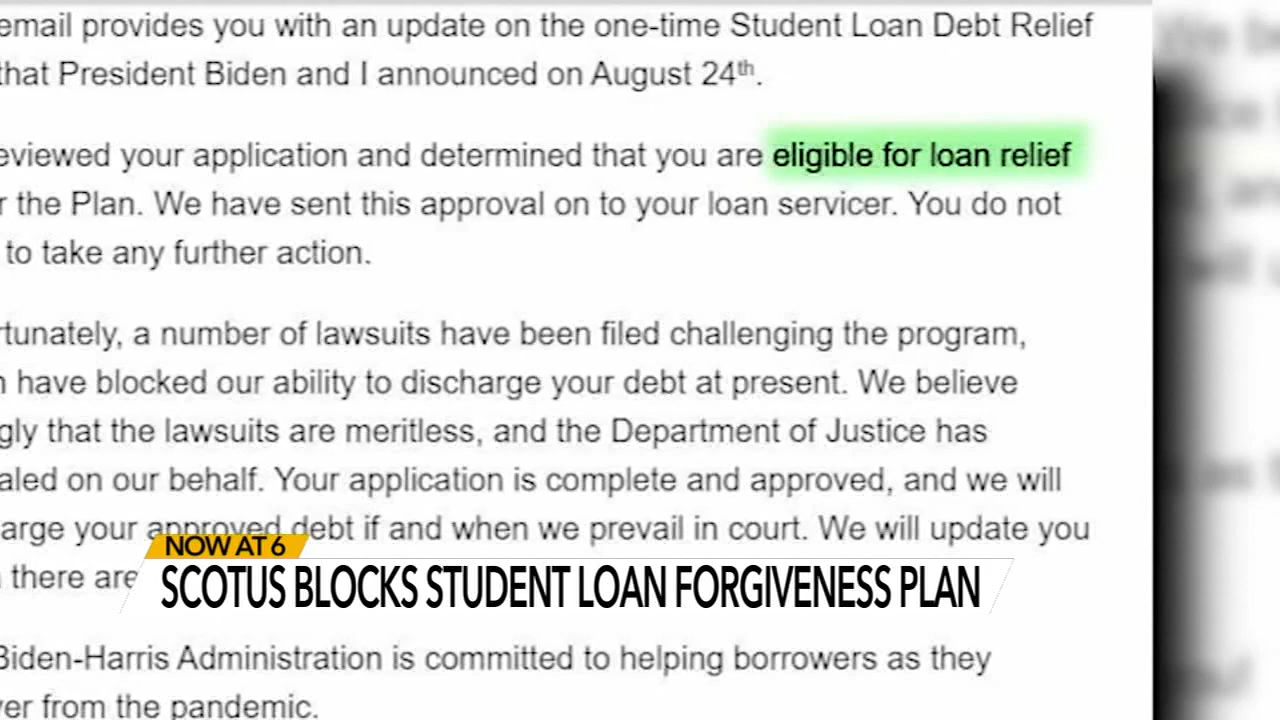 email provides you with an update on the one-time Student Loan Debt Relief
that President Biden and I announced on August 24th.
eviewed your application and determined that you are eligible for loan relief
r the Plan. We have sent this approval on to your loan servicer. You do not
to take any further action.
rtunately, a number of lawsuits have been filed challenging the program,
h have blocked our ability to discharge your debt at present. We believe
gly that the lawsuits are meritless, and the Department of Justice has
aled on our behalf. Your application is complete and approved, and we will
arge your approved debt if and when we prevail in court. We will update you
there are
NOW AT 6
SCOTUS BLOCKS STUDENT LOAN FORGIVENESS PLAN
Biden-Harris Administration is committed to helping borrowers as they
ver from the pandemic.